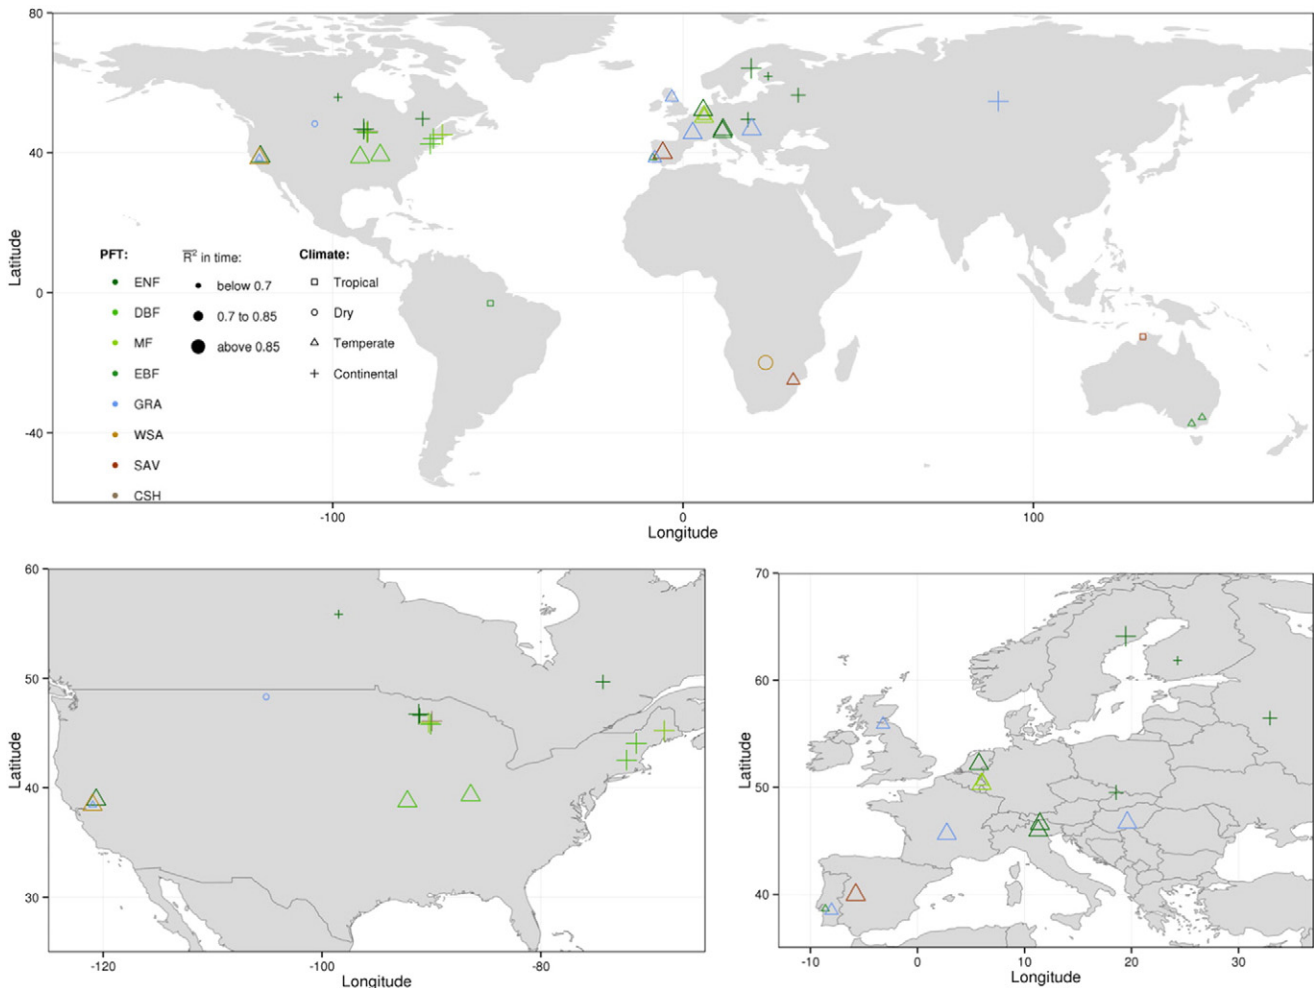 80
40
0
-40
Latitude
PFT:
ENF
DBF
MF
EBF
GRA
WSA
SAV
CSH
R² in time:
below 0.7
0.7 to 0.85
above 0.85
Climate:
Tropical
Dry
Temperate
Continental
-100
0
100
Longitude
60
50
40
30
Latitude
-120
-100
-80
Longitude
70
60
50
40
Latitude
-10
0
10
20
30
Longitude